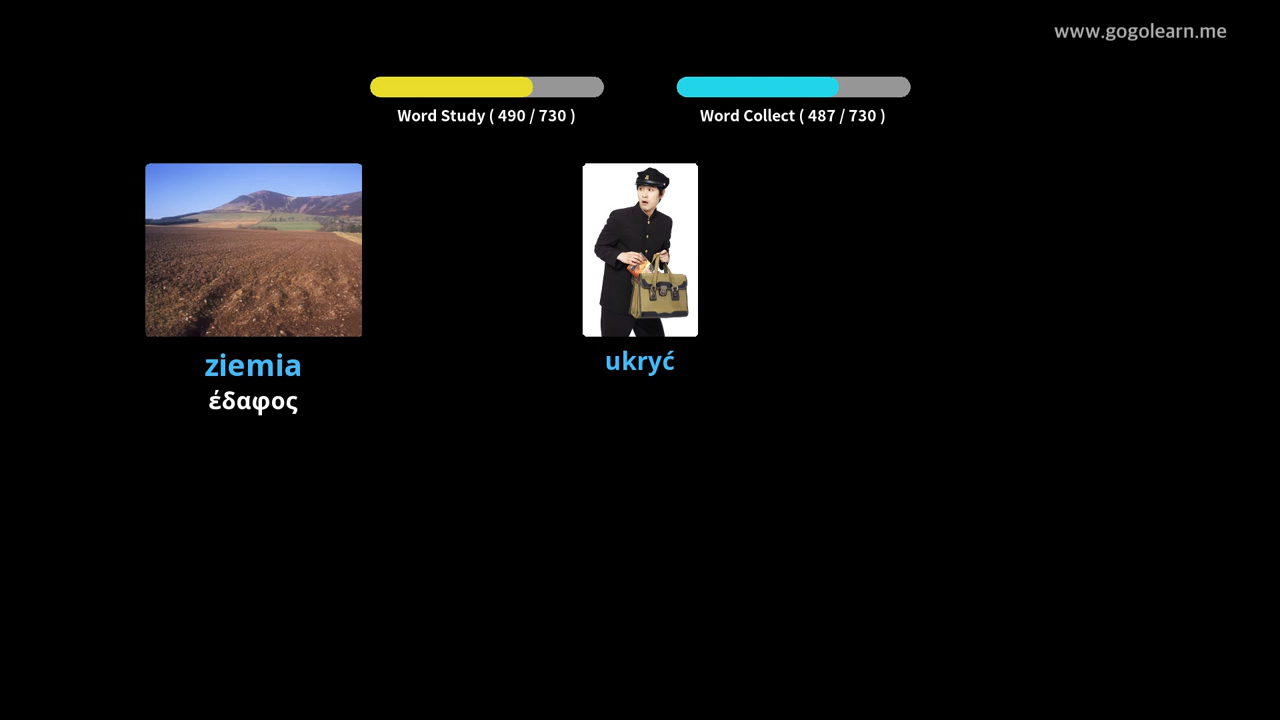 www.gogolearn.me
Word Study ( 490 / 730 )
Word Collect ( 487 / 730 )
ziemia
έδαφος
ukryć